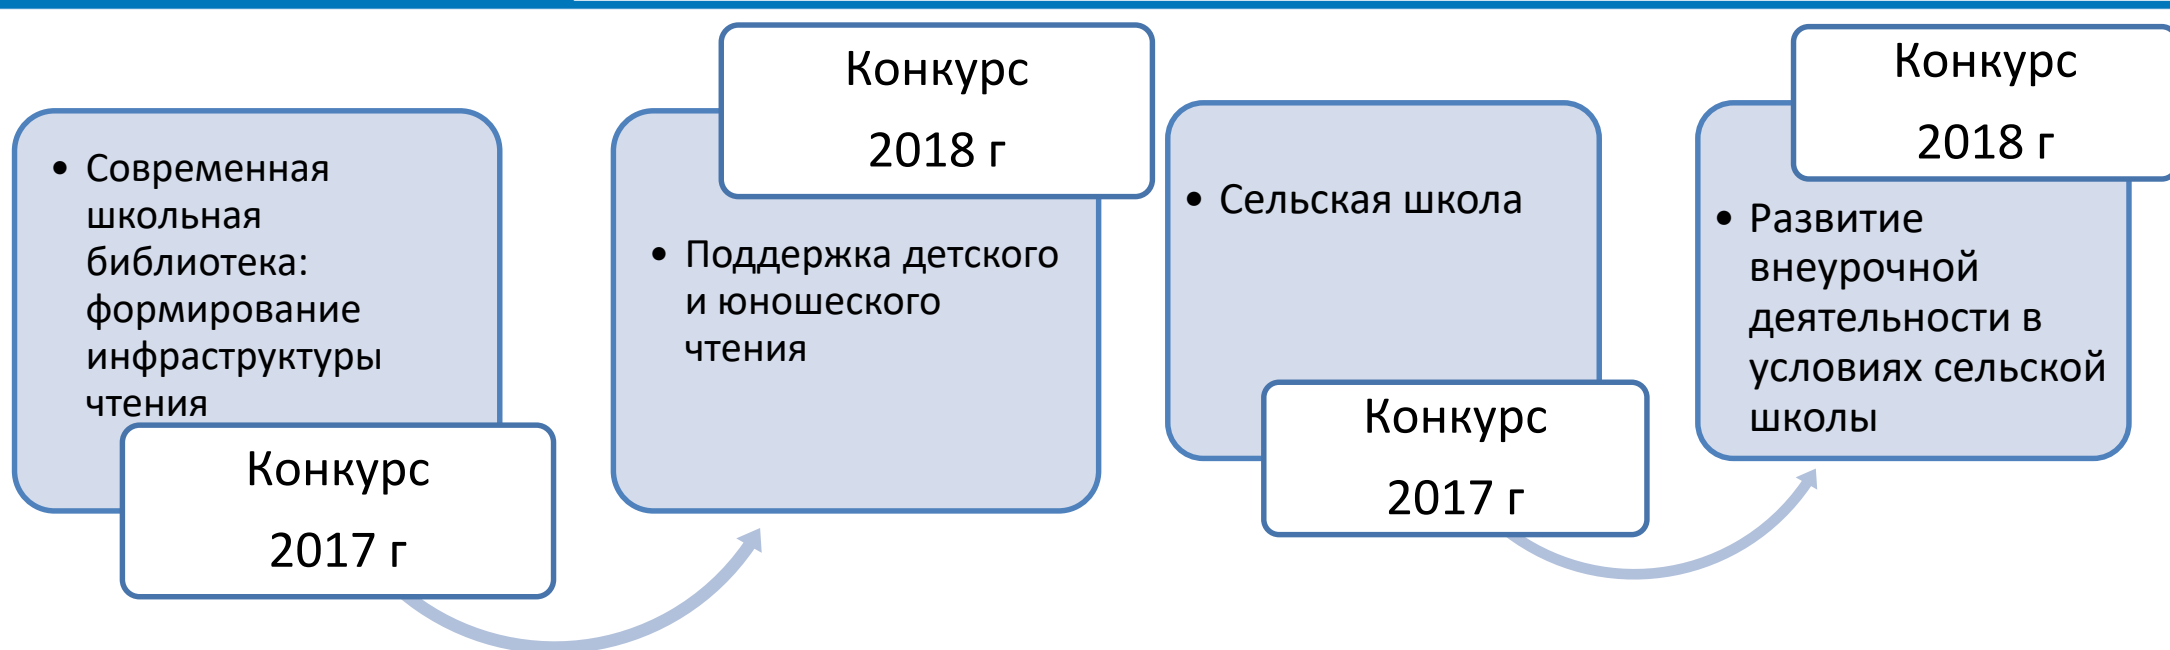 • Современная
школьная
библиотека:
формирование
инфраструктуры
чтения
Конкурс
2017 г
Конкурс
2018 г
• Поддержка детского
и юношеского
чтения
• Сельская школа
Конкурс
2017 г
Конкурс
2018 г
• Развитие
внеурочной
деятельности в
условиях сельской
школы